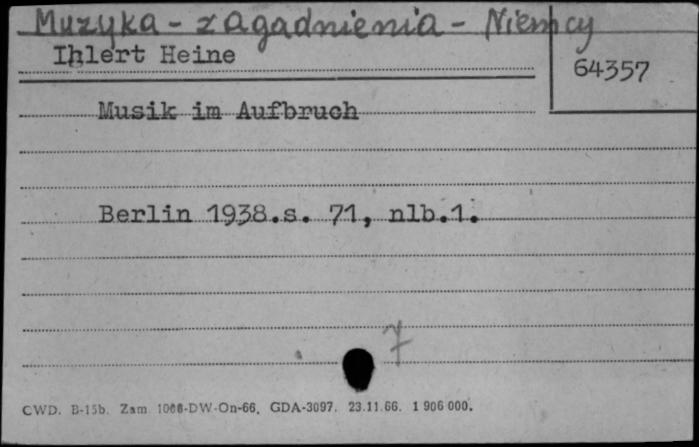 Muzyka - zagadnienia - Niemcy
Ihlert Heine
64357
Musik im Aufbruch
Berlin 1938.s. 71, nlb.1.
7
CWD. B-15b. Zam. 1066-DW-On-66. GDA-3097. 23.11.66. 1 906 000.